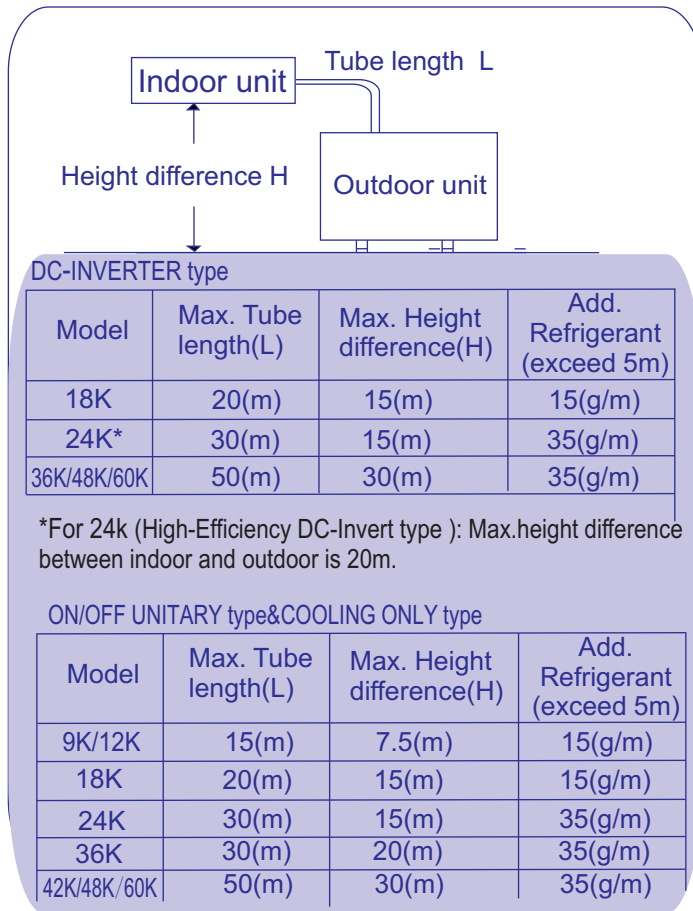 Tube length L
Indoor unit
Height difference H
Outdoor unit
DC-INVERTER type
Model Max. Tube length(L) Max. Height difference(H) Add. Refrigerant (exceed 5m)
18K 20(m) 15(m) 15(g/m)
24K* 30(m) 15(m) 35(g/m)
36K/48K/60K 50(m) 30(m) 35(g/m)
*For 24k (High-Efficiency DC-Invert type ): Max.height difference
between indoor and outdoor is 20m.
ON/OFF UNITARY type&COOLING ONLY type
Model Max. Tube length(L) Max. Height difference(H) Add. Refrigerant (exceed 5m)
9K/12K 15(m) 7.5(m) 15(g/m)
18K 20(m) 15(m) 15(g/m)
24K 30(m) 15(m) 35(g/m)
36K 30(m) 20(m) 35(g/m)
42K/48K/60K 50(m) 30(m) 35(g/m)